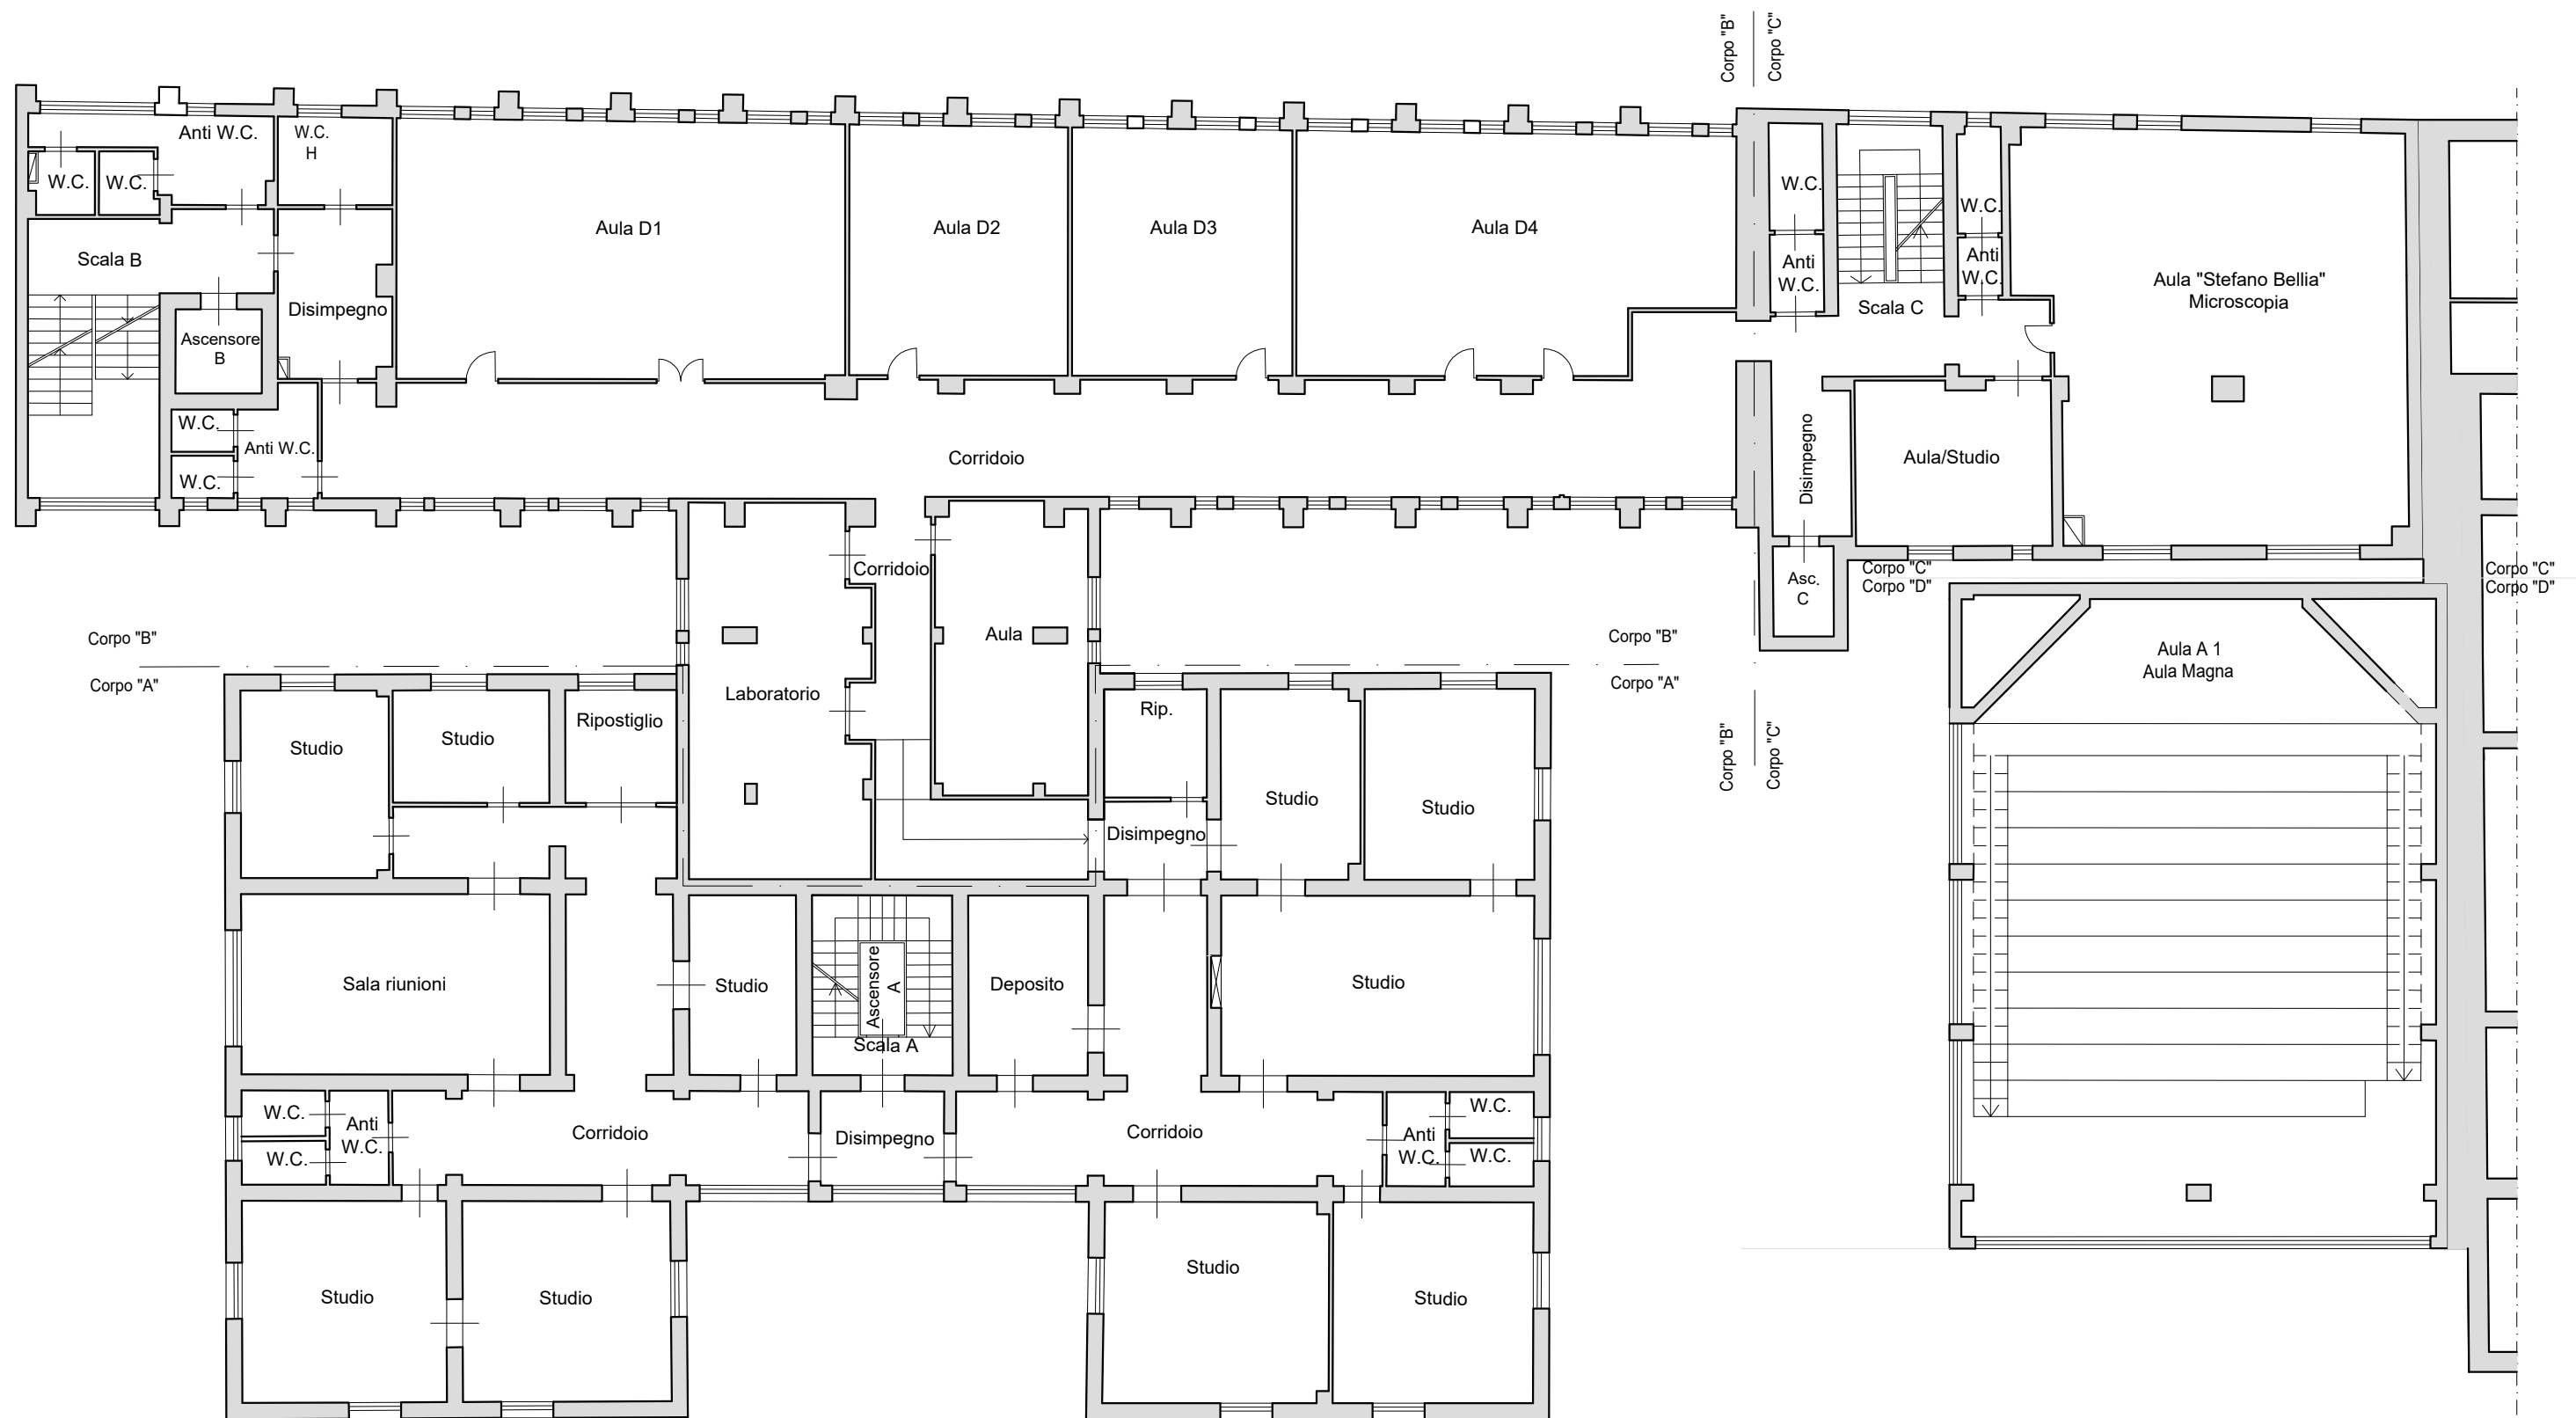 Corpo "B"
Corpo "C"
Anti W.C.
W.C.
H
W.C.
W.C.
Scala B
Disimpegno
Ascensore
B
W.C.
Anti W.C.
W.C.
Aula D1
Aula D2
Aula D3
Aula D4
Corridoio
W.C.
Anti
W.C.
Scala C
W.C.
Anti
W.C.
Aula "Stefano Bellia"
Microscopia
Disimpegno
Aula/Studio
Asc.
C
Corpo "C"
Corpo "D"
Corpo "C"
Corpo "D"
Corridoio
Aula
Laboratorio
Corpo "B"
Corpo "A"
Corpo "B"
Corpo "A"
Corpo "B"
Corpo "C"
Aula A 1
Aula Magna
Studio
Studio
Ripostiglio
Rip.
Studio
Studio
Disimpegno
Sala riunioni
Studio
Ascensore
A
Scala A
Deposito
Studio
W.C.
W.C.
Anti
W.C.
Corridoio
Disimpegno
Corridoio
Anti
W.C.
W.C.
W.C.
Studio
Studio
Studio
Studio